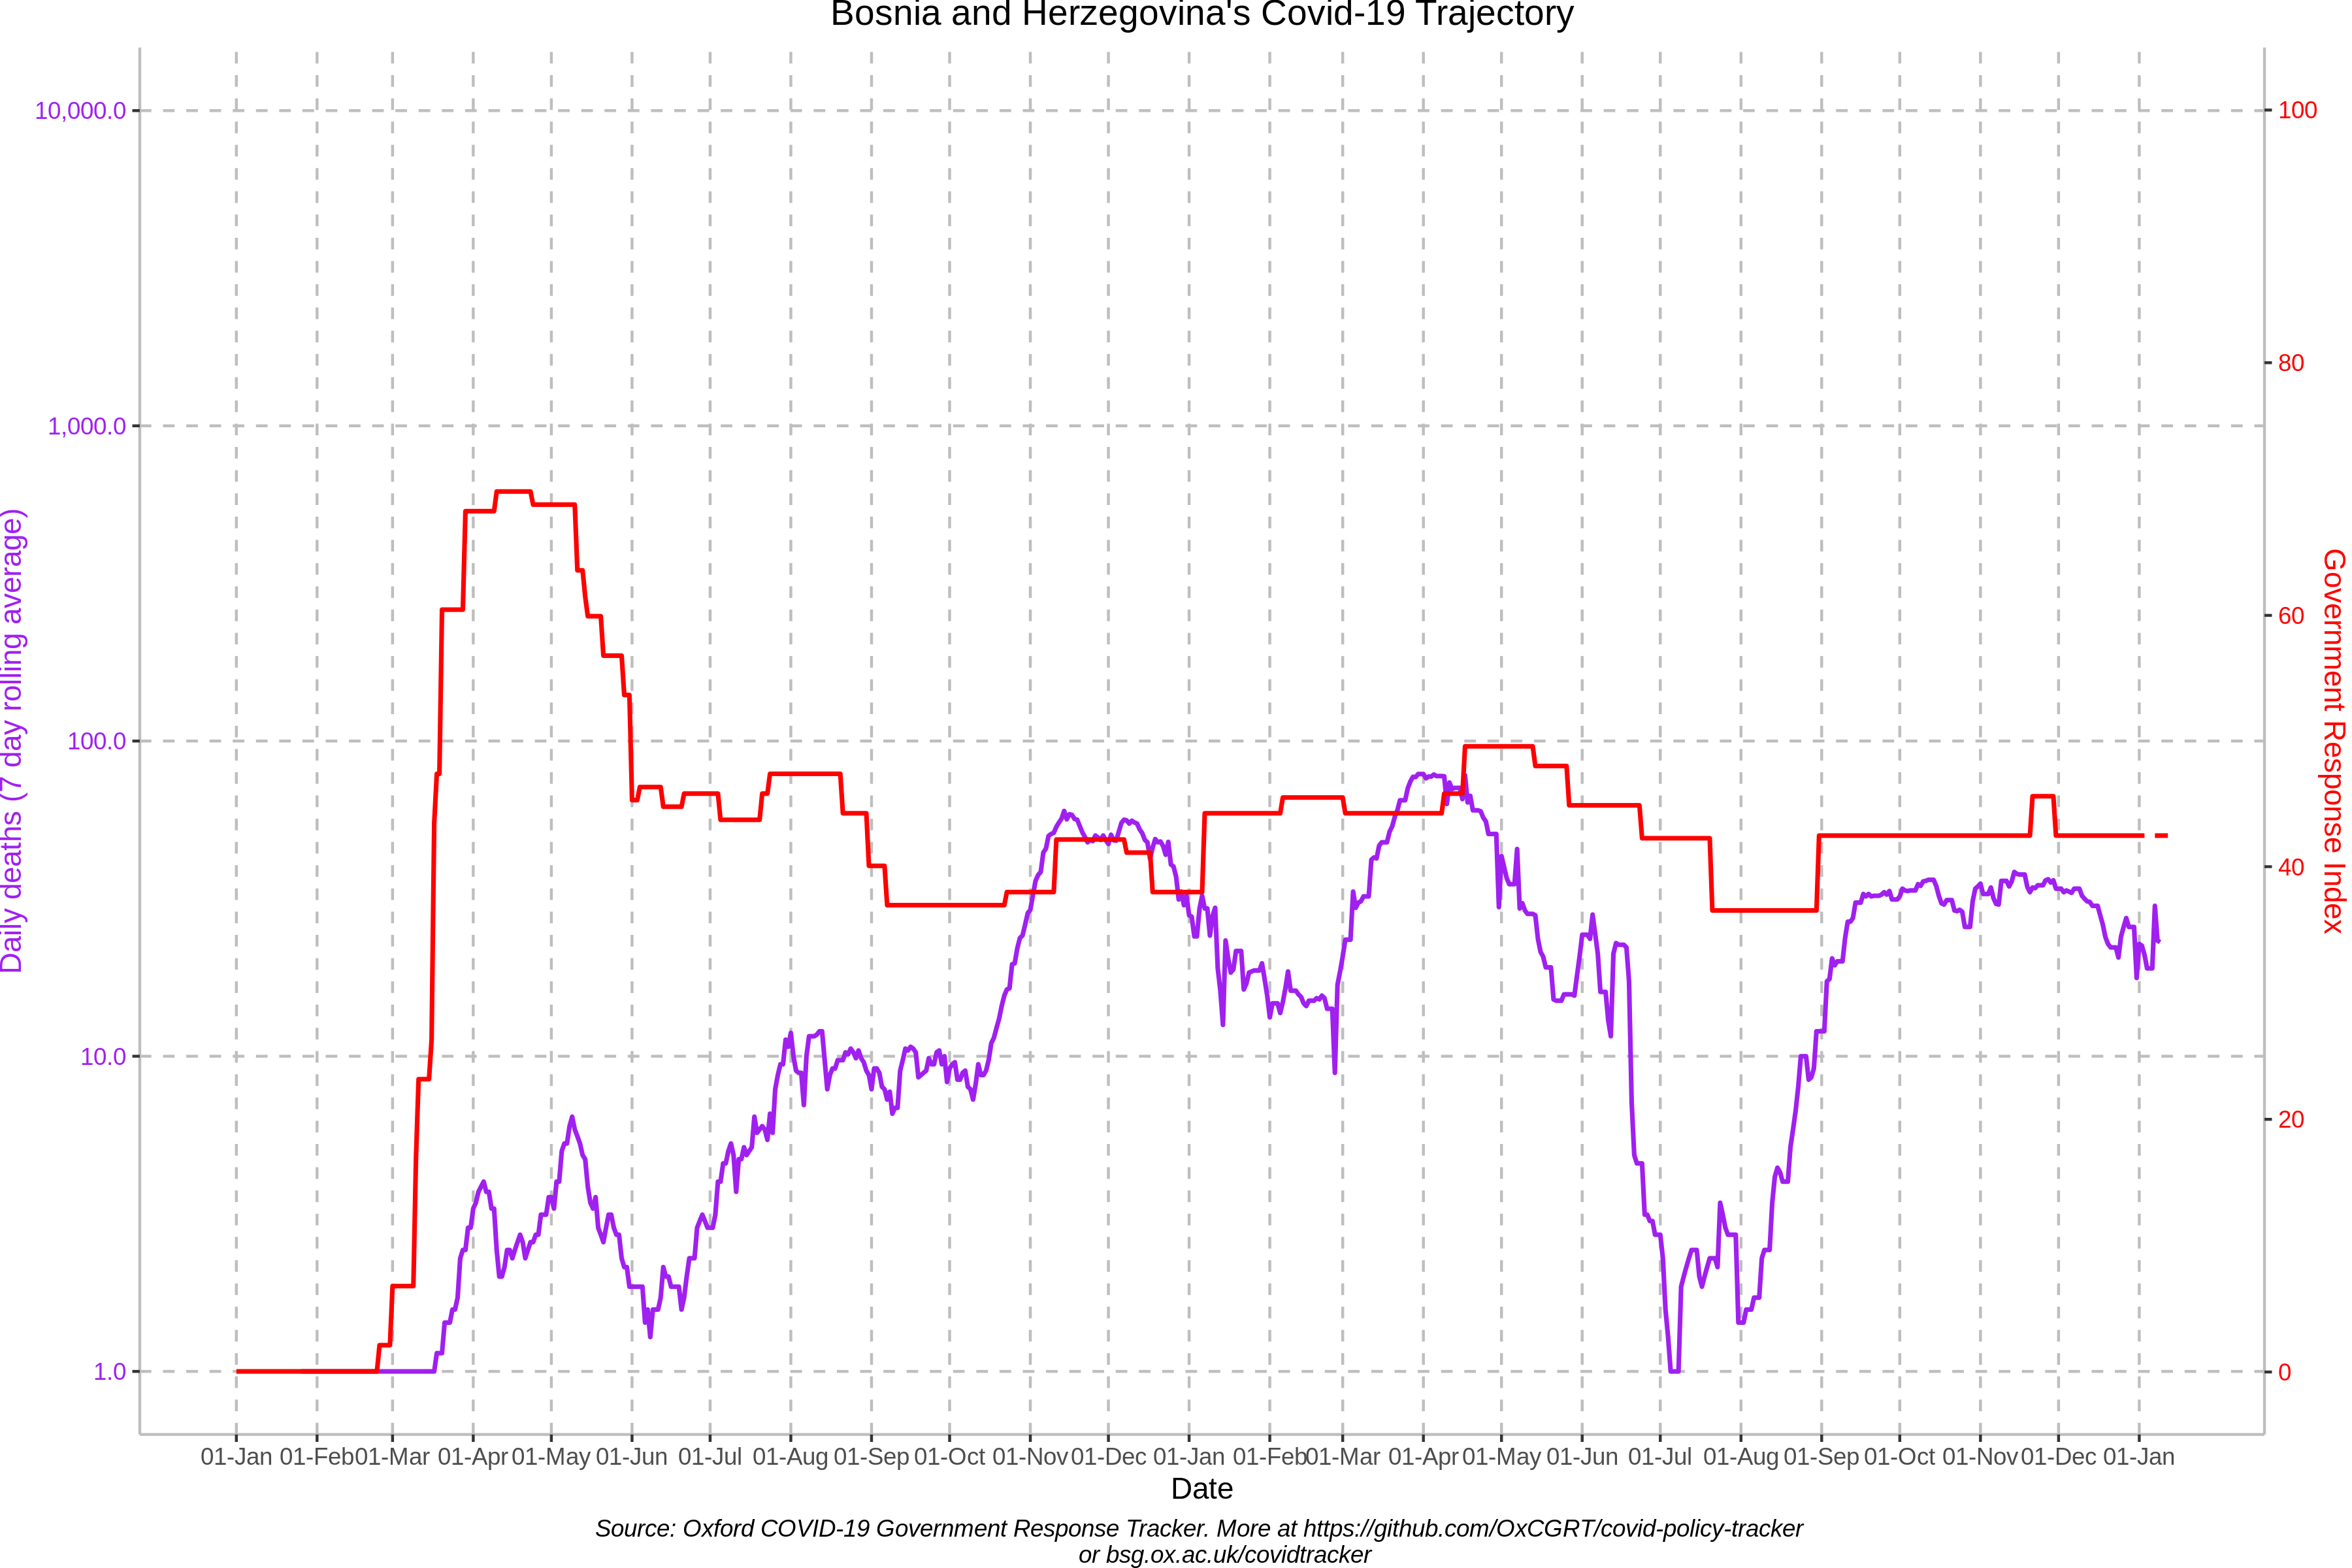 Bosnia and Herzegovina's Covid-19 Trajectory
10,000.0
1,000.0
100.0
10.0
1.0
Daily deaths (7 day rolling average)
100
80
60
40
20
0
Government Response Index
01-Jan 01-Feb 01-Mar 01-Apr 01-May 01-Jun 01-Jul 01-Aug 01-Sep 01-Oct 01-Nov 01-Dec 01-Jan 01-Feb 01-Mar 01-Apr 01-May 01-Jun 01-Jul 01-Aug 01-Sep 01-Oct 01-Nov 01-Dec 01-Jan
Date
Source: Oxford COVID-19 Government Response Tracker. More at https://github.com/OxCGRT/covid-policy-tracker
or bsg.ox.ac.uk/covidtracker